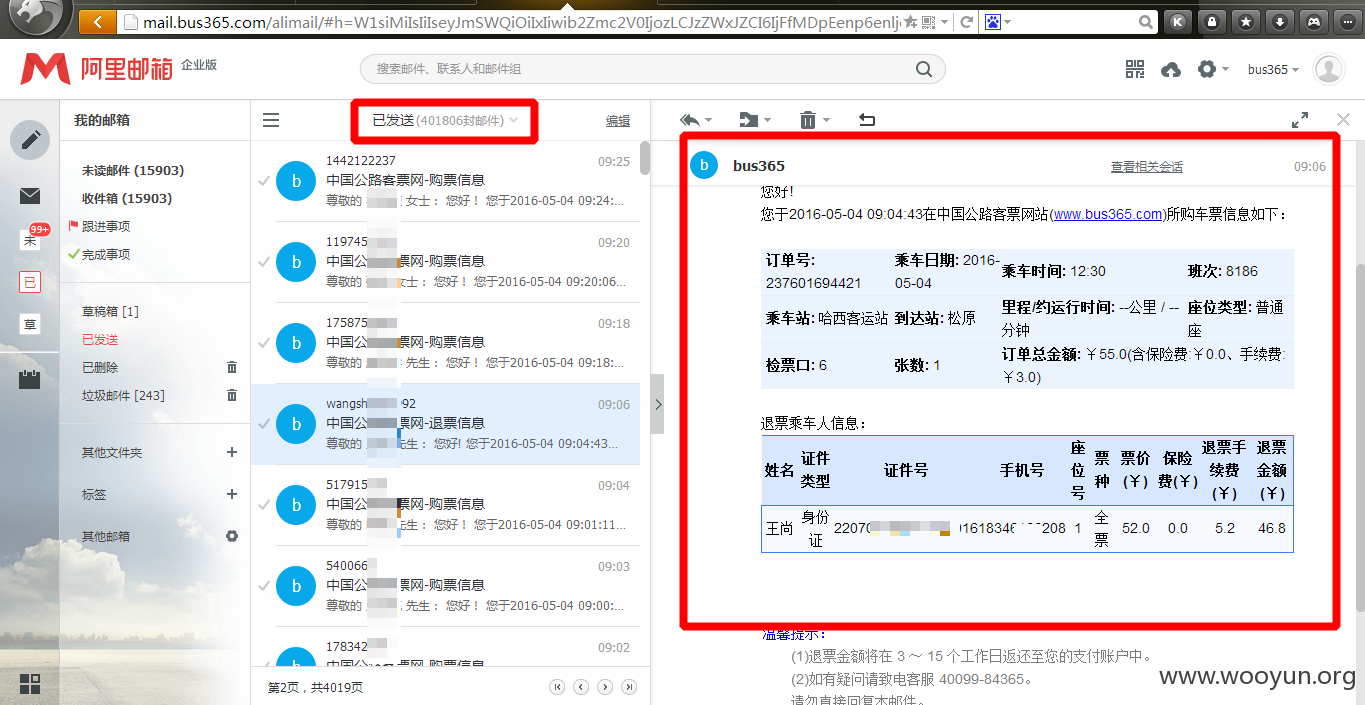 mail.bus365.com/alimail/#h=W1siMiIsIiIseyJmSWQiOiIxIiwib2Zmc2V0IjozLCJzZWxJZCI6IjFfMDpEenp6enlj
阿里邮箱 企业版
搜索邮件、联系人和邮件组
bus365
我的邮箱
已发送(401806封邮件)
编辑
未读邮件 (15903)
收件箱 (15903)
跟进事项
完成事项
草稿箱 [1]
已发送
已删除
垃圾邮件 [243]
其他文件夹
标签
其他邮箱
99+
未
已
草
b
1442122237
09:25
中国公路客票网-购票信息
尊敬的
女士： 您好！ 您于2016-05-04 09:24:...
b
119745
09:20
中国公
票网-购票信息
尊敬的
女士： 您好！ 您于2016-05-04 09:20:06...
b
175875
09:18
中国公
票网-购票信息
尊敬的
先生： 您好！ 您于2016-05-04 09:18:...
b
wangsh
92
09:06
中国公
票网-退票信息
尊敬的
先生： 您好! 您于2016-05-04 09:04:43...
b
517915
09:04
中国公
票网-购票信息
尊敬的
先生： 您好！ 您于2016-05-04 09:01:11...
b
540066
09:03
中国公
票网-购票信息
尊敬的
先生： 您好！ 您于2016-05-04 09:00:...
b
178342
09:02
中国公
票网-购票信息
第2页，共4019页
b
bus365
查看相关会话
09:06
您好!
您于2016-05-04 09:04:43在中国公路客票网站(www.bus365.com)所购车票信息如下：
订单号: 237601694421
乘车日期: 2016-05-04
乘车时间: 12:30
班次: 8186
乘车站: 哈西客运站
到达站: 松原
里程/约运行时间: --公里 / --分钟
座位类型: 普通座
检票口: 6
张数: 1
订单总金额: ￥55.0(含保险费:￥0.0、手续费:￥3.0)
退票乘车人信息：
姓名 证件类型 证件号 手机号 座位号 票种 票价(￥) 保险费(￥) 退票手续费(￥) 退票金额(￥)
王尚 身份证 2207
1618346
208 1 全票 52.0 0.0 5.2 46.8
温馨提示:
(1)退票金额将在 3 ～ 15 个工作日返还至您的支付账户中。
(2)如有疑问请致电客服 40099-84365。
请勿直接回复本邮件。
www.wooyun.org